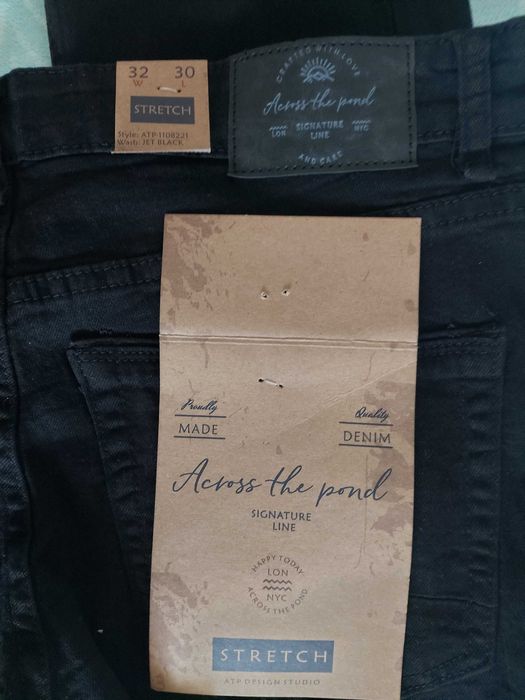 32 30
W L
STRETCH
Style: ATP-1108221
Wash: JET BLACK
CRAFTED WITH LOVE
Across the pond
LON SIGNATURE NYC
LINE
AND CARE
Proudly Quality
MADE DENIM
Across the pond
SIGNATURE
LINE
HAPPY TODAY
LON
NYC
ACROSS THE POND
STRETCH
ATP DESIGN STUDIO